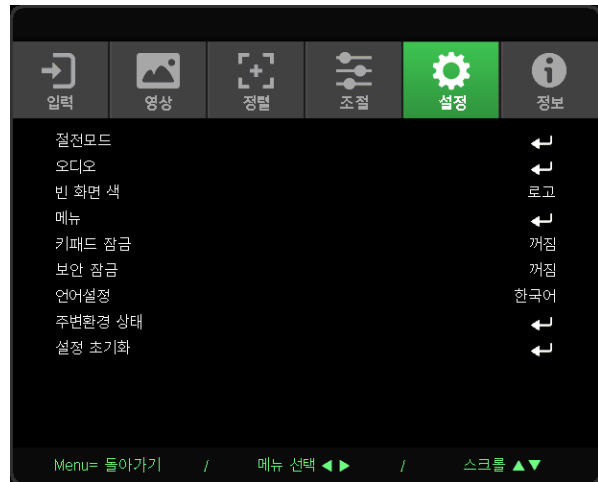 입력 영상 정렬 조절 설정 정보
절전모드
오디오
빈 화면 색 로고
메뉴
키패드 잠금 꺼짐
보안 잠금 꺼짐
언어설정 한국어
주변환경 상태
설정 초기화
Menu= 돌아가기 / 메뉴 선택 ◀ ▶ / 스크롤 ▲▼